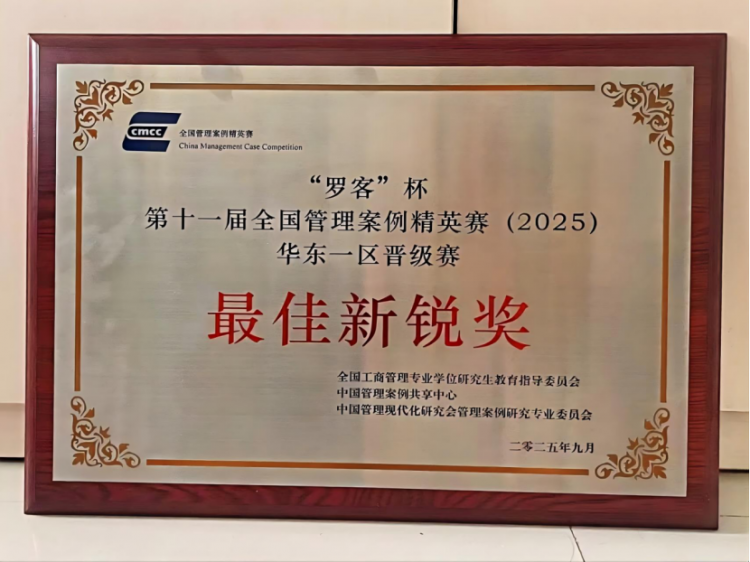 cmcc
全国管理案例精英赛
China Management Case Competition
“罗客”杯
第十一届全国管理案例精英赛（2025）
华东一区晋级赛
最佳新锐奖
全国工商管理专业学位研究生教育指导委员会
中国管理案例共享中心
中国管理现代化研究会管理案例研究专业委员会
二零二五年九月